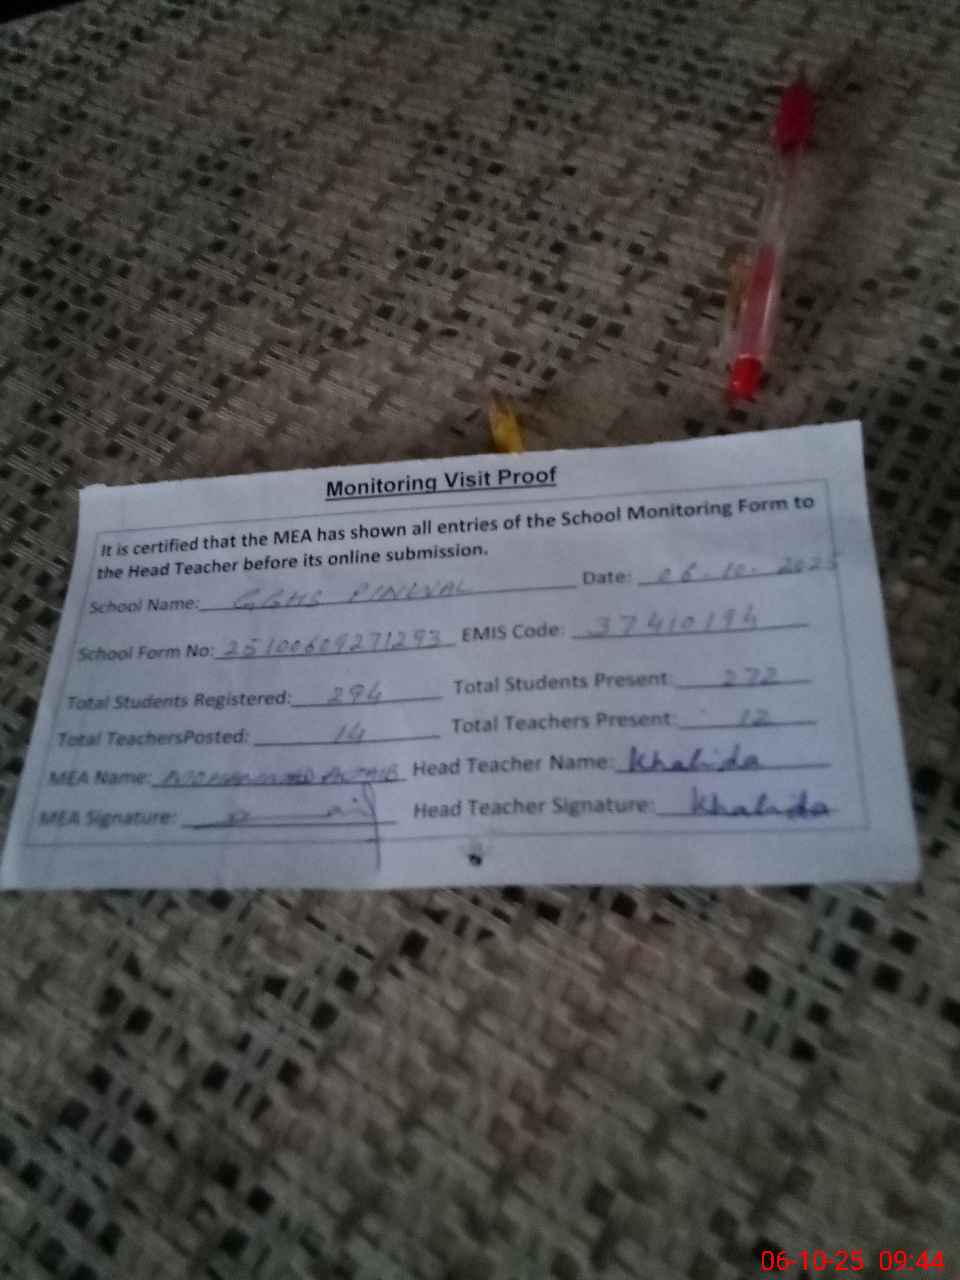 Monitoring Visit Proof
It is certified that the MEA has shown all entries of the School Monitoring Form to
the Head Teacher before its online submission.
School Name: GGHS PINLVAL Date: 06.10.2025
School Form No: 25100609271293 EMIS Code: 37410194
Total Students Registered: 294 Total Students Present: 272
Total TeachersPosted: 14 Total Teachers Present: 12
MEA Name: MOHAMMAD Head Teacher Name: Khalida
MEA Signature: Head Teacher Signature: Khalida
06-10-25 09:44